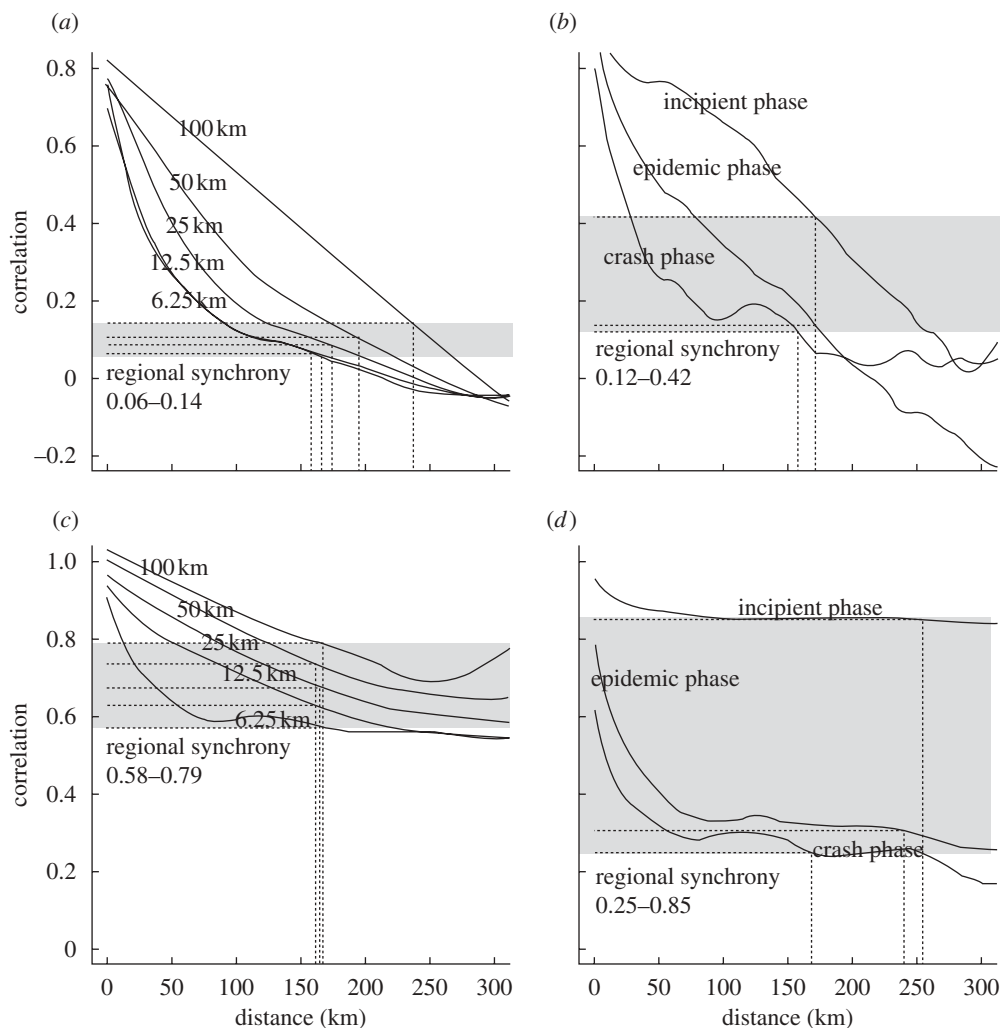 (a)
0.8
0.6
0.4
0.2
0
–0.2
correlation
100 km
50 km
25 km
12.5 km
6.25 km
regional synchrony
0.06–0.14
(b)
incipient phase
epidemic phase
crash phase
regional synchrony
0.12–0.42
(c)
1.0
0.8
0.6
0.4
0.2
0
correlation
100 km
50 km
25 km
12.5 km
6.25 km
regional synchrony
0.58–0.79
0 50 100 150 200 250 300
distance (km)
(d)
incipient phase
epidemic phase
crash phase
regional synchrony
0.25–0.85
0 50 100 150 200 250 300
distance (km)